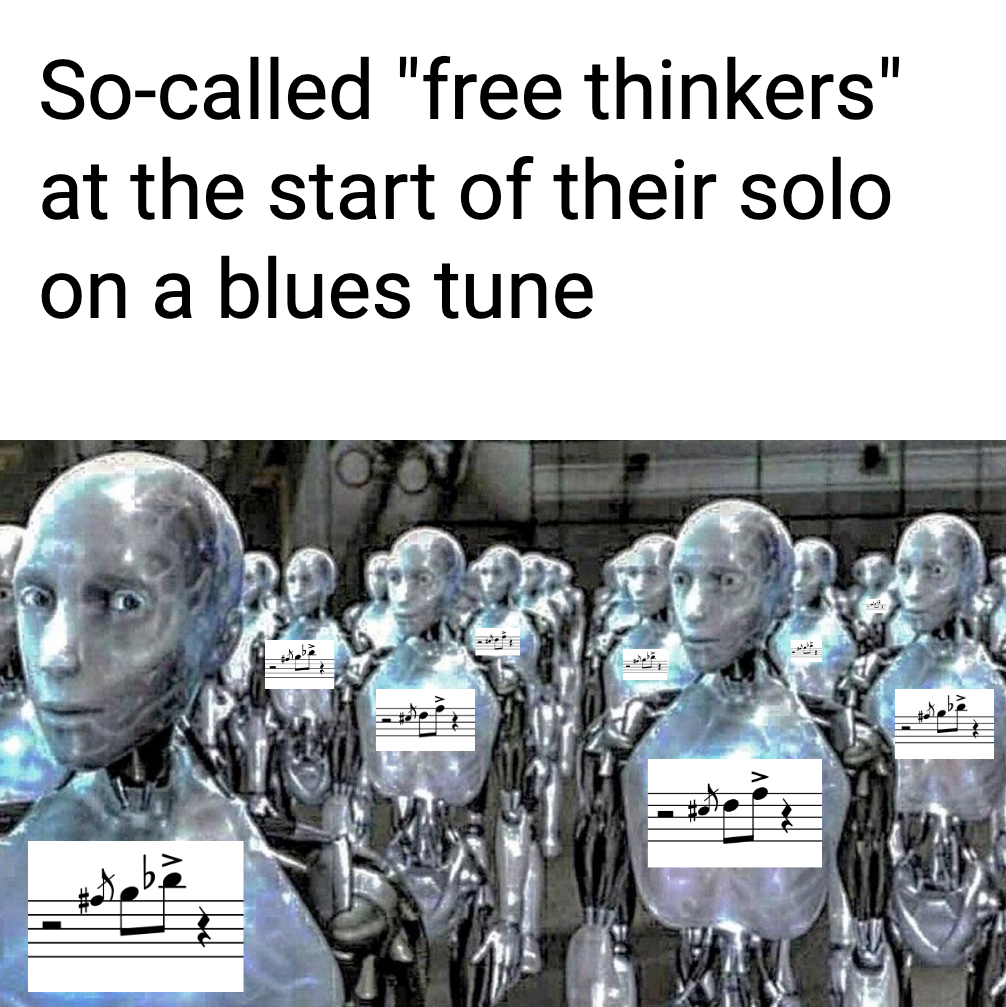 So-called "free thinkers"
at the start of their solo
on a blues tune